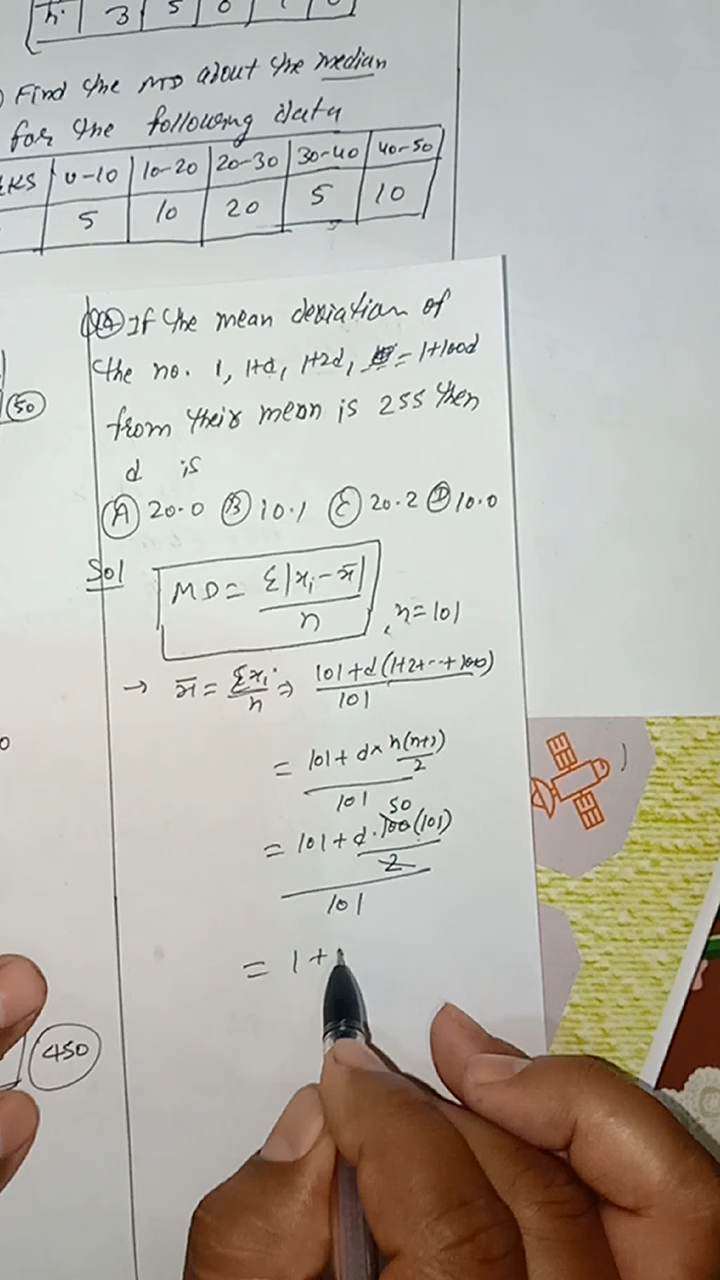 3 5
Find the MD about the median
for the following data
RKS 0-10 10-20 20-30 30-40 40-50
5 10 20 5 10
50
If the mean deviation of
the no. 1, 1+d, 1+2d, = 1+100d
from their mean is 255 then
d is
(A) 20.0 (B) 10.1 (C) 20.2 (D) 10.0
Sol
MD = Σ|xᵢ - x̄| / n , n=101
→ x̄ = Σxᵢ / n ⇒ 101+d(1+2+--+100) / 101
= 101 + d × n(n+1)/2 / 101
50
= 101 + d. 100(101) / 2 / 101
= 1 +
450